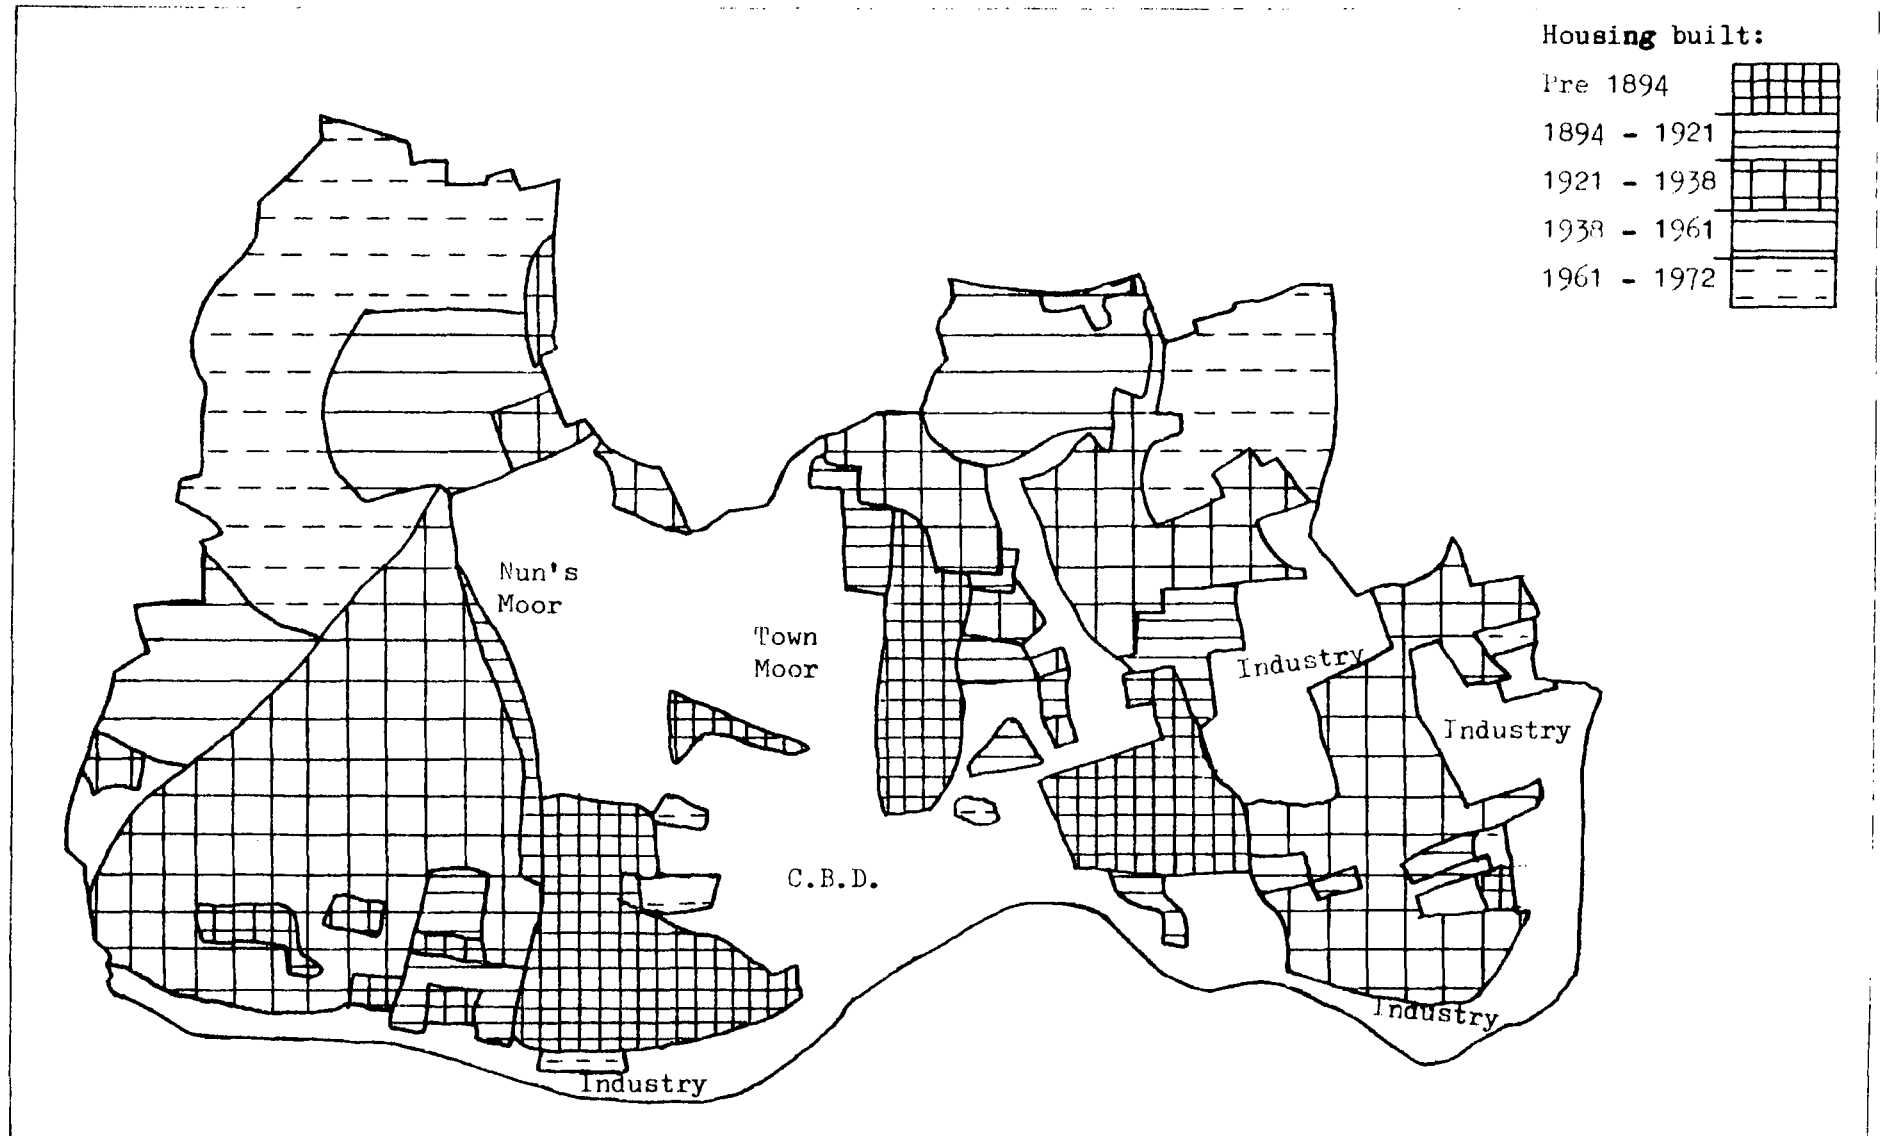 Housing built:
Pre 1894
1894 - 1921
1921 - 1938
1938 - 1961
1961 - 1972
Nun's
Moor
Town
Moor
Industry
Industry
C.B.D.
Industry
Industry